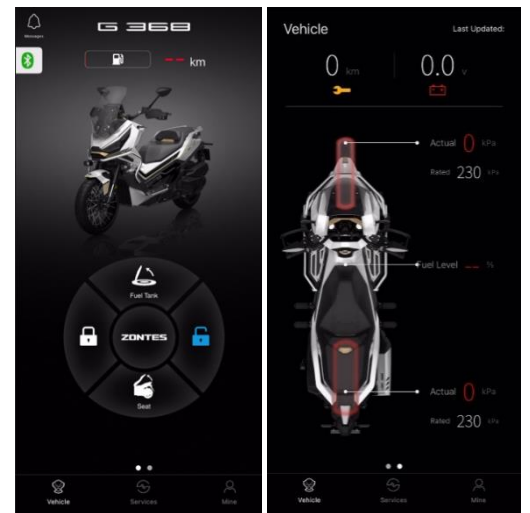 Messages
G 368
-- km
Fuel Tank
ZONTES
Seat
Vehicle
Services
Mine
Vehicle
Last Updated:
0 km
0.0 v
Actual 0 kPa
Rated 230 kPa
Fuel Level -- %
Actual 0 kPa
Rated 230 kPa
Vehicle
Services
Mine